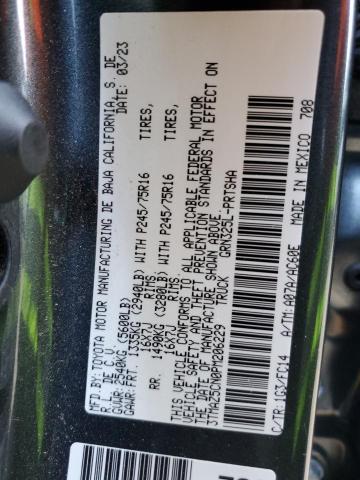 MFD. BY: TOYOTA MOTOR MANUFACTURING DE BAJA CALIFORNIA, S. DE
R.L. DE C.V. DATE: 03/23
GVWR: 2540KG (5600LB)
GAWR: FRT. 1335KG (2940LB) WITH P245/75R16 TIRES,
16X7J RIMS
RR. 1490KG (3280LB) WITH P245/75R16 TIRES,
16X7J RIMS
THIS VEHICLE CONFORMS TO ALL APPLICABLE FEDERAL MOTOR
VEHICLE SAFETY AND THEFT PREVENTION STANDARDS IN EFFECT ON
THE DATE OF MANUFACTURE SHOWN ABOVE.
3TMAZ5CN0PM206229 TRUCK GRN325L-PRTSHA
C/TR:1G3/FC14 A/TM:A07A/AC60E MADE IN MEXICO 708